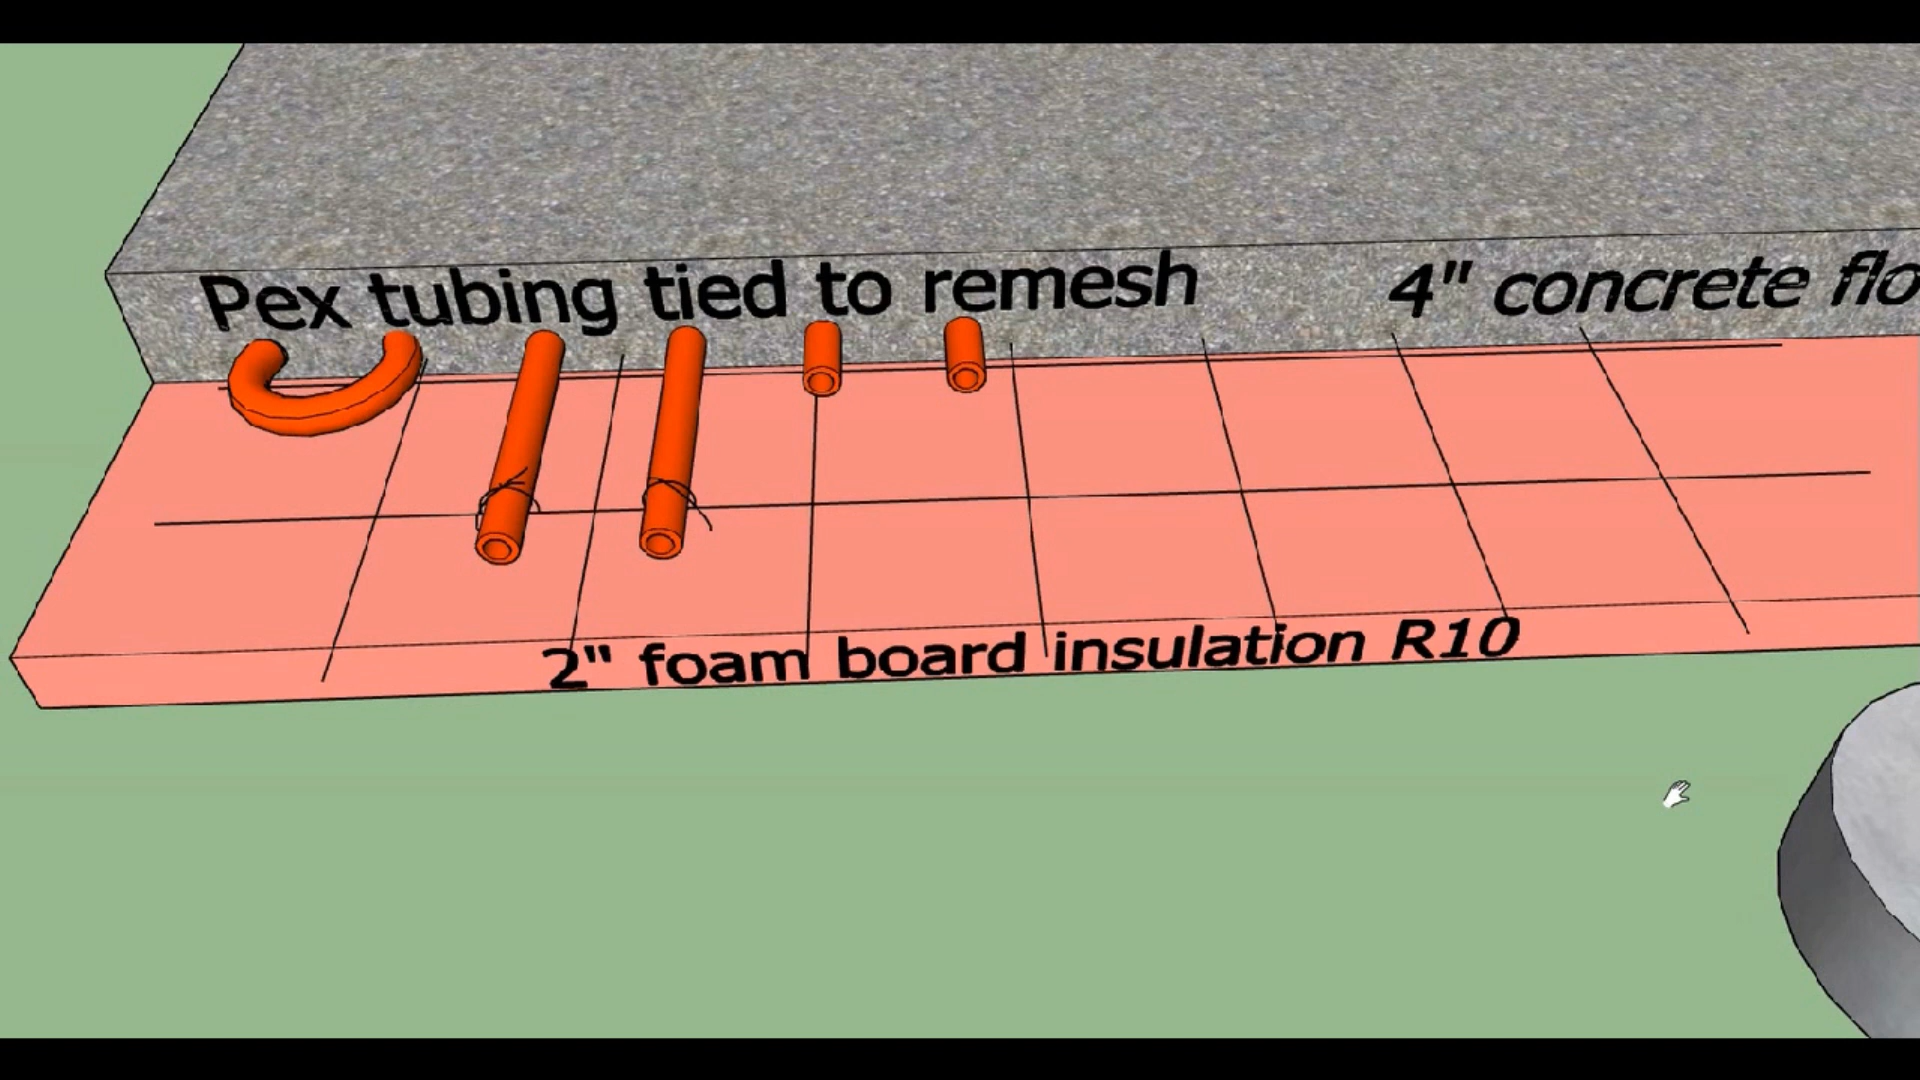 Pex tubing tied to remesh
4" concrete flo
2" foam board insulation R10